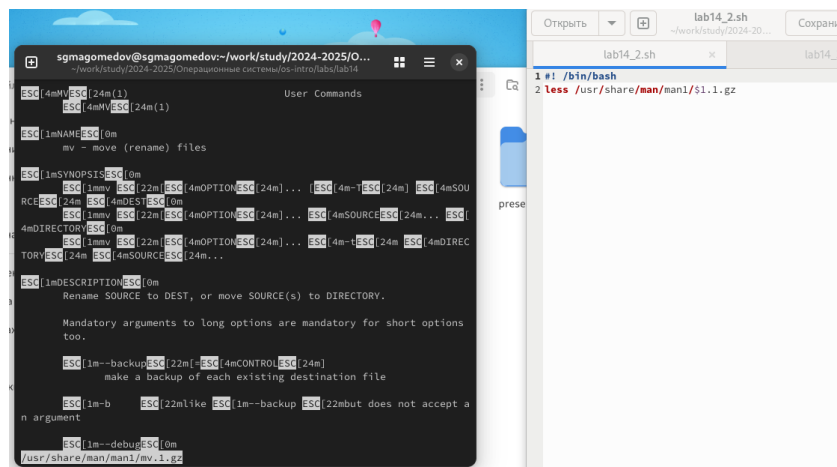 sgmagomedov@sgmagomedov:~/work/study/2024-2025/О...
~/work/study/2024-2025/Операционные системы/os-intro/labs/lab14
ESC[4mMVESC[24m(1) User Commands
ESC[4mMVESC[24m(1)
ESC[1mNAMEESC[0m
mv - move (rename) files
ESC[1mSYNOPSISESC[0m
ESC[1mmv ESC[22m[ESC[4mOPTIONESC[24m]... [ESC[4m-TESC[24m] ESC[4mSOU
RCEESC[24m ESC[4mDESTESC[0m
ESC[1mmv ESC[22m[ESC[4mOPTIONESC[24m]... ESC[4mSOURCEESC[24m... ESC[
4mDIRECTORYESC[0m
ESC[1mmv ESC[22m[ESC[4mOPTIONESC[24m]... ESC[4m-tESC[24m ESC[4mDIREC
TORYESC[24m ESC[4mSOURCEESC[24m...
ESC[1mDESCRIPTIONESC[0m
Rename SOURCE to DEST, or move SOURCE(s) to DIRECTORY.
Mandatory arguments to long options are mandatory for short options
too.
ESC[1m--backupESC[22m[=ESC[4mCONTROLESC[24m]
make a backup of each existing destination file
ESC[1m-b ESC[22mlike ESC[1m--backup ESC[22mbut does not accept a
n argument
ESC[1m--debugESC[0m
/usr/share/man/man1/mv.1.gz
prese
Открыть
lab14_2.sh
~/work/study/2024-20...
Сохрани
lab14_2.sh ×
lab14_
1 #! /bin/bash
2 less /usr/share/man/man1/$1.1.gz